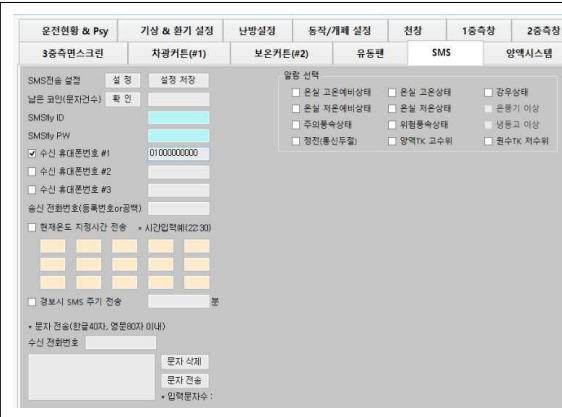 운전현황 & Psy 기상 & 환기 설정 난방설정 동작/개폐 설정 천창 1중측창 2중측창
3중측면스크린 차광커튼(#1) 보온커튼(#2) 유동팬 SMS 양액시스템
SMS전송 설정 설 정 설정 저장
남은 코인(문자건수) 확 인
SMSfly ID
SMSfly PW
수신 휴대폰번호 #1 01000000000
수신 휴대폰번호 #2
수신 휴대폰번호 #3
송신 전화번호(등록번호or공백)
현재온도 지정시간 전송 * 시간입력예(22:30)
경보시 SMS 주기 전송 분
* 문자 전송(한글40자, 영문80자 이내)
수신 전화번호
문자 삭제
문자 전송
* 입력문자수 :
알람 선택
온실 고온예비상태 온실 고온상태 강우상태
온실 저온예비상태 온실 저온상태 온풍기 이상
주의풍속상태 위험풍속상태 냉동고 이상
정전(통신두절) 양액TK 고수위 원수TK 저수위